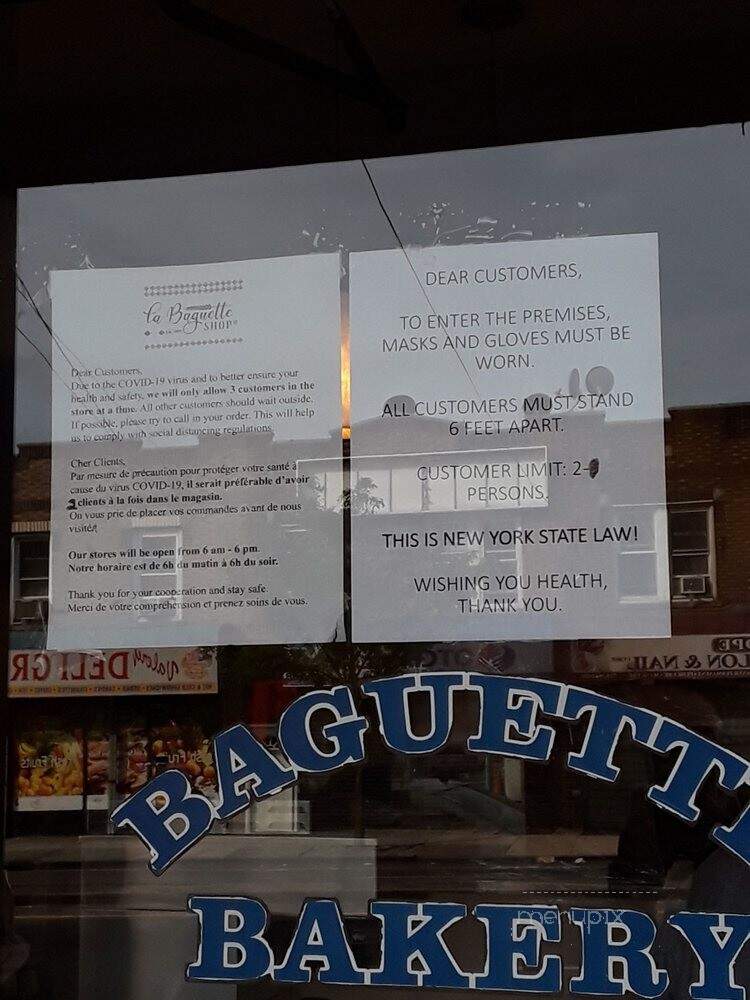 la Baguette
SHOP
Dear Customers,
Due to the COVID-19 virus and to better ensure your
health and safety, we will only allow 3 customers in the
store at a time. All other customers should wait outside.
If possible, please try to call in your order. This will help
us to comply with social distancing regulations.
Cher Clients,
Par mesure de précaution pour protéger votre santé à
cause du virus COVID-19, il serait préférable d'avoir
clients à la fois dans le magasin.
On vous prie de placer vos commandes avant de nous
visiter.
Our stores will be open from 6 am - 6 pm.
Notre horaire est de 6h du matin à 6h du soir.
Thank you for your cooperation and stay safe.
Merci de votre compréhension et prenez soins de vous.
DEAR CUSTOMERS,
TO ENTER THE PREMISES,
MASKS AND GLOVES MUST BE
WORN.
ALL CUSTOMERS MUST STAND
6 FEET APART.
CUSTOMER LIMIT: 2-
PERSONS.
THIS IS NEW YORK STATE LAW!
WISHING YOU HEALTH,
THANK YOU.
DELI GR
LON & NAIL
BAGUETT
BAKERY
menupix